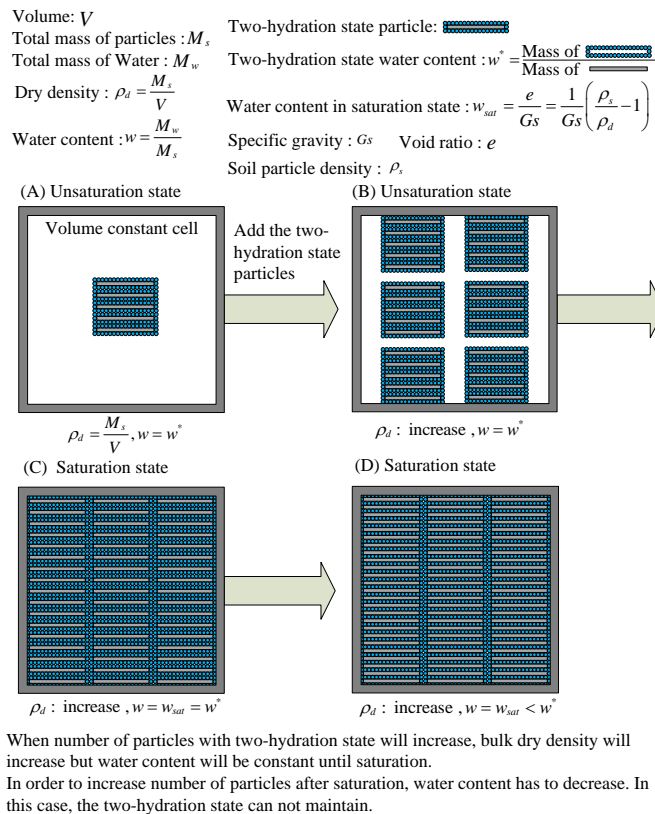 Volume: V
Total mass of particles : M_s
Total mass of Water : M_w
Dry density : ρ_d = M_s / V
Water content : w = M_w / M_s
Two-hydration state particle:
Two-hydration state water content : w^* = Mass of / Mass of
Water content in saturation state : w_sat = e / Gs = 1 / Gs (ρ_s / ρ_d − 1)
Specific gravity : Gs Void ratio : e
Soil particle density : ρ_s
(A) Unsaturation state
Volume constant cell
ρ_d = M_s / V , w = w^*
Add the two-
hydration state
particles
(B) Unsaturation state
ρ_d : increase , w = w^*
(C) Saturation state
ρ_d : increase , w = w_sat = w^*
(D) Saturation state
ρ_d : increase , w = w_sat < w^*
When number of particles with two-hydration state will increase, bulk dry density will
increase but water content will be constant until saturation.
In order to increase number of particles after saturation, water content has to decrease. In
this case, the two-hydration state can not maintain.